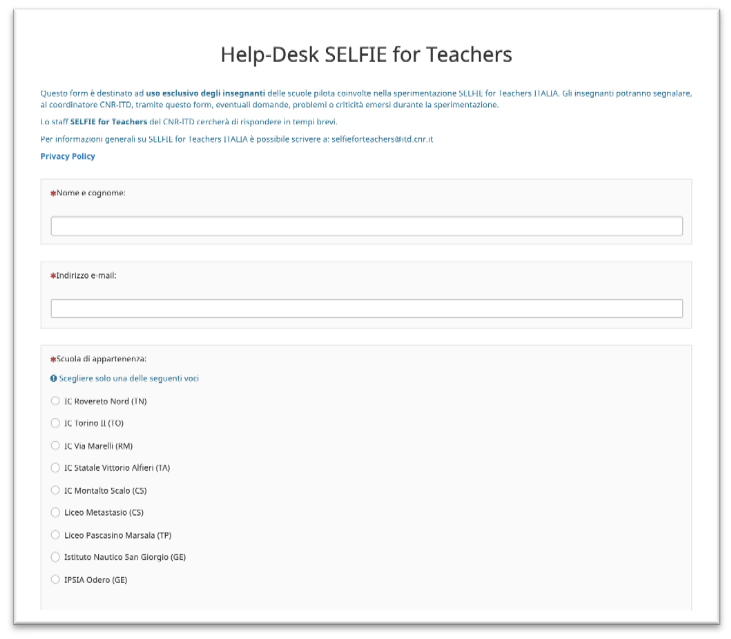 Help-Desk SELFIE for Teachers
Questo form è destinato ad uso esclusivo degli insegnanti delle scuole pilota coinvolte nella sperimentazione SELFIE for Teachers ITALIA. Gli insegnanti potranno segnalare,
al coordinatore CNR-ITD, tramite questo form, eventuali domande, problemi o criticità emersi durante la sperimentazione.
Lo staff SELFIE for Teachers del CNR-ITD cercherà di rispondere in tempi brevi.
Per informazioni generali su SELFIE for Teachers ITALIA è possibile scrivere a: selfieforteachers@itd.cnr.it
Privacy Policy
*Nome e cognome:
*Indirizzo e-mail:
*Scuola di appartenenza:
Scegliere solo una delle seguenti voci
IC Rovereto Nord (TN)
IC Torino II (TO)
IC Via Marelli (RM)
IC Statale Vittorio Alfieri (TA)
IC Montalto Scalo (CS)
Liceo Metastasio (CS)
Liceo Pascasino Marsala (TP)
Istituto Nautico San Giorgio (GE)
IPSIA Odero (GE)